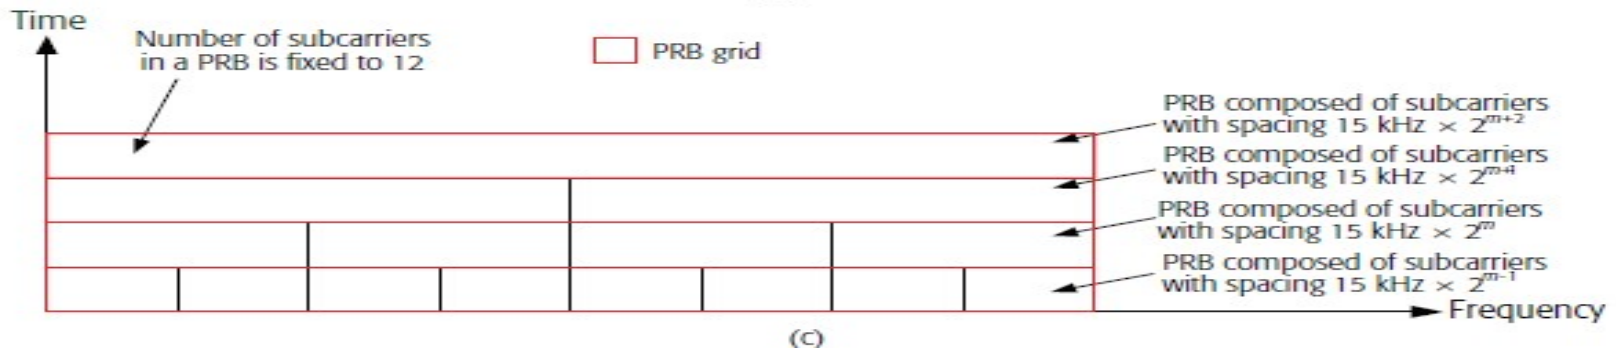 Time
Number of subcarriers
in a PRB is fixed to 12
PRB grid
PRB composed of subcarriers
with spacing 15 kHz × 2^{m+2}
PRB composed of subcarriers
with spacing 15 kHz × 2^{m+1}
PRB composed of subcarriers
with spacing 15 kHz × 2^{m}
PRB composed of subcarriers
with spacing 15 kHz × 2^{m-1}
Frequency
(c)